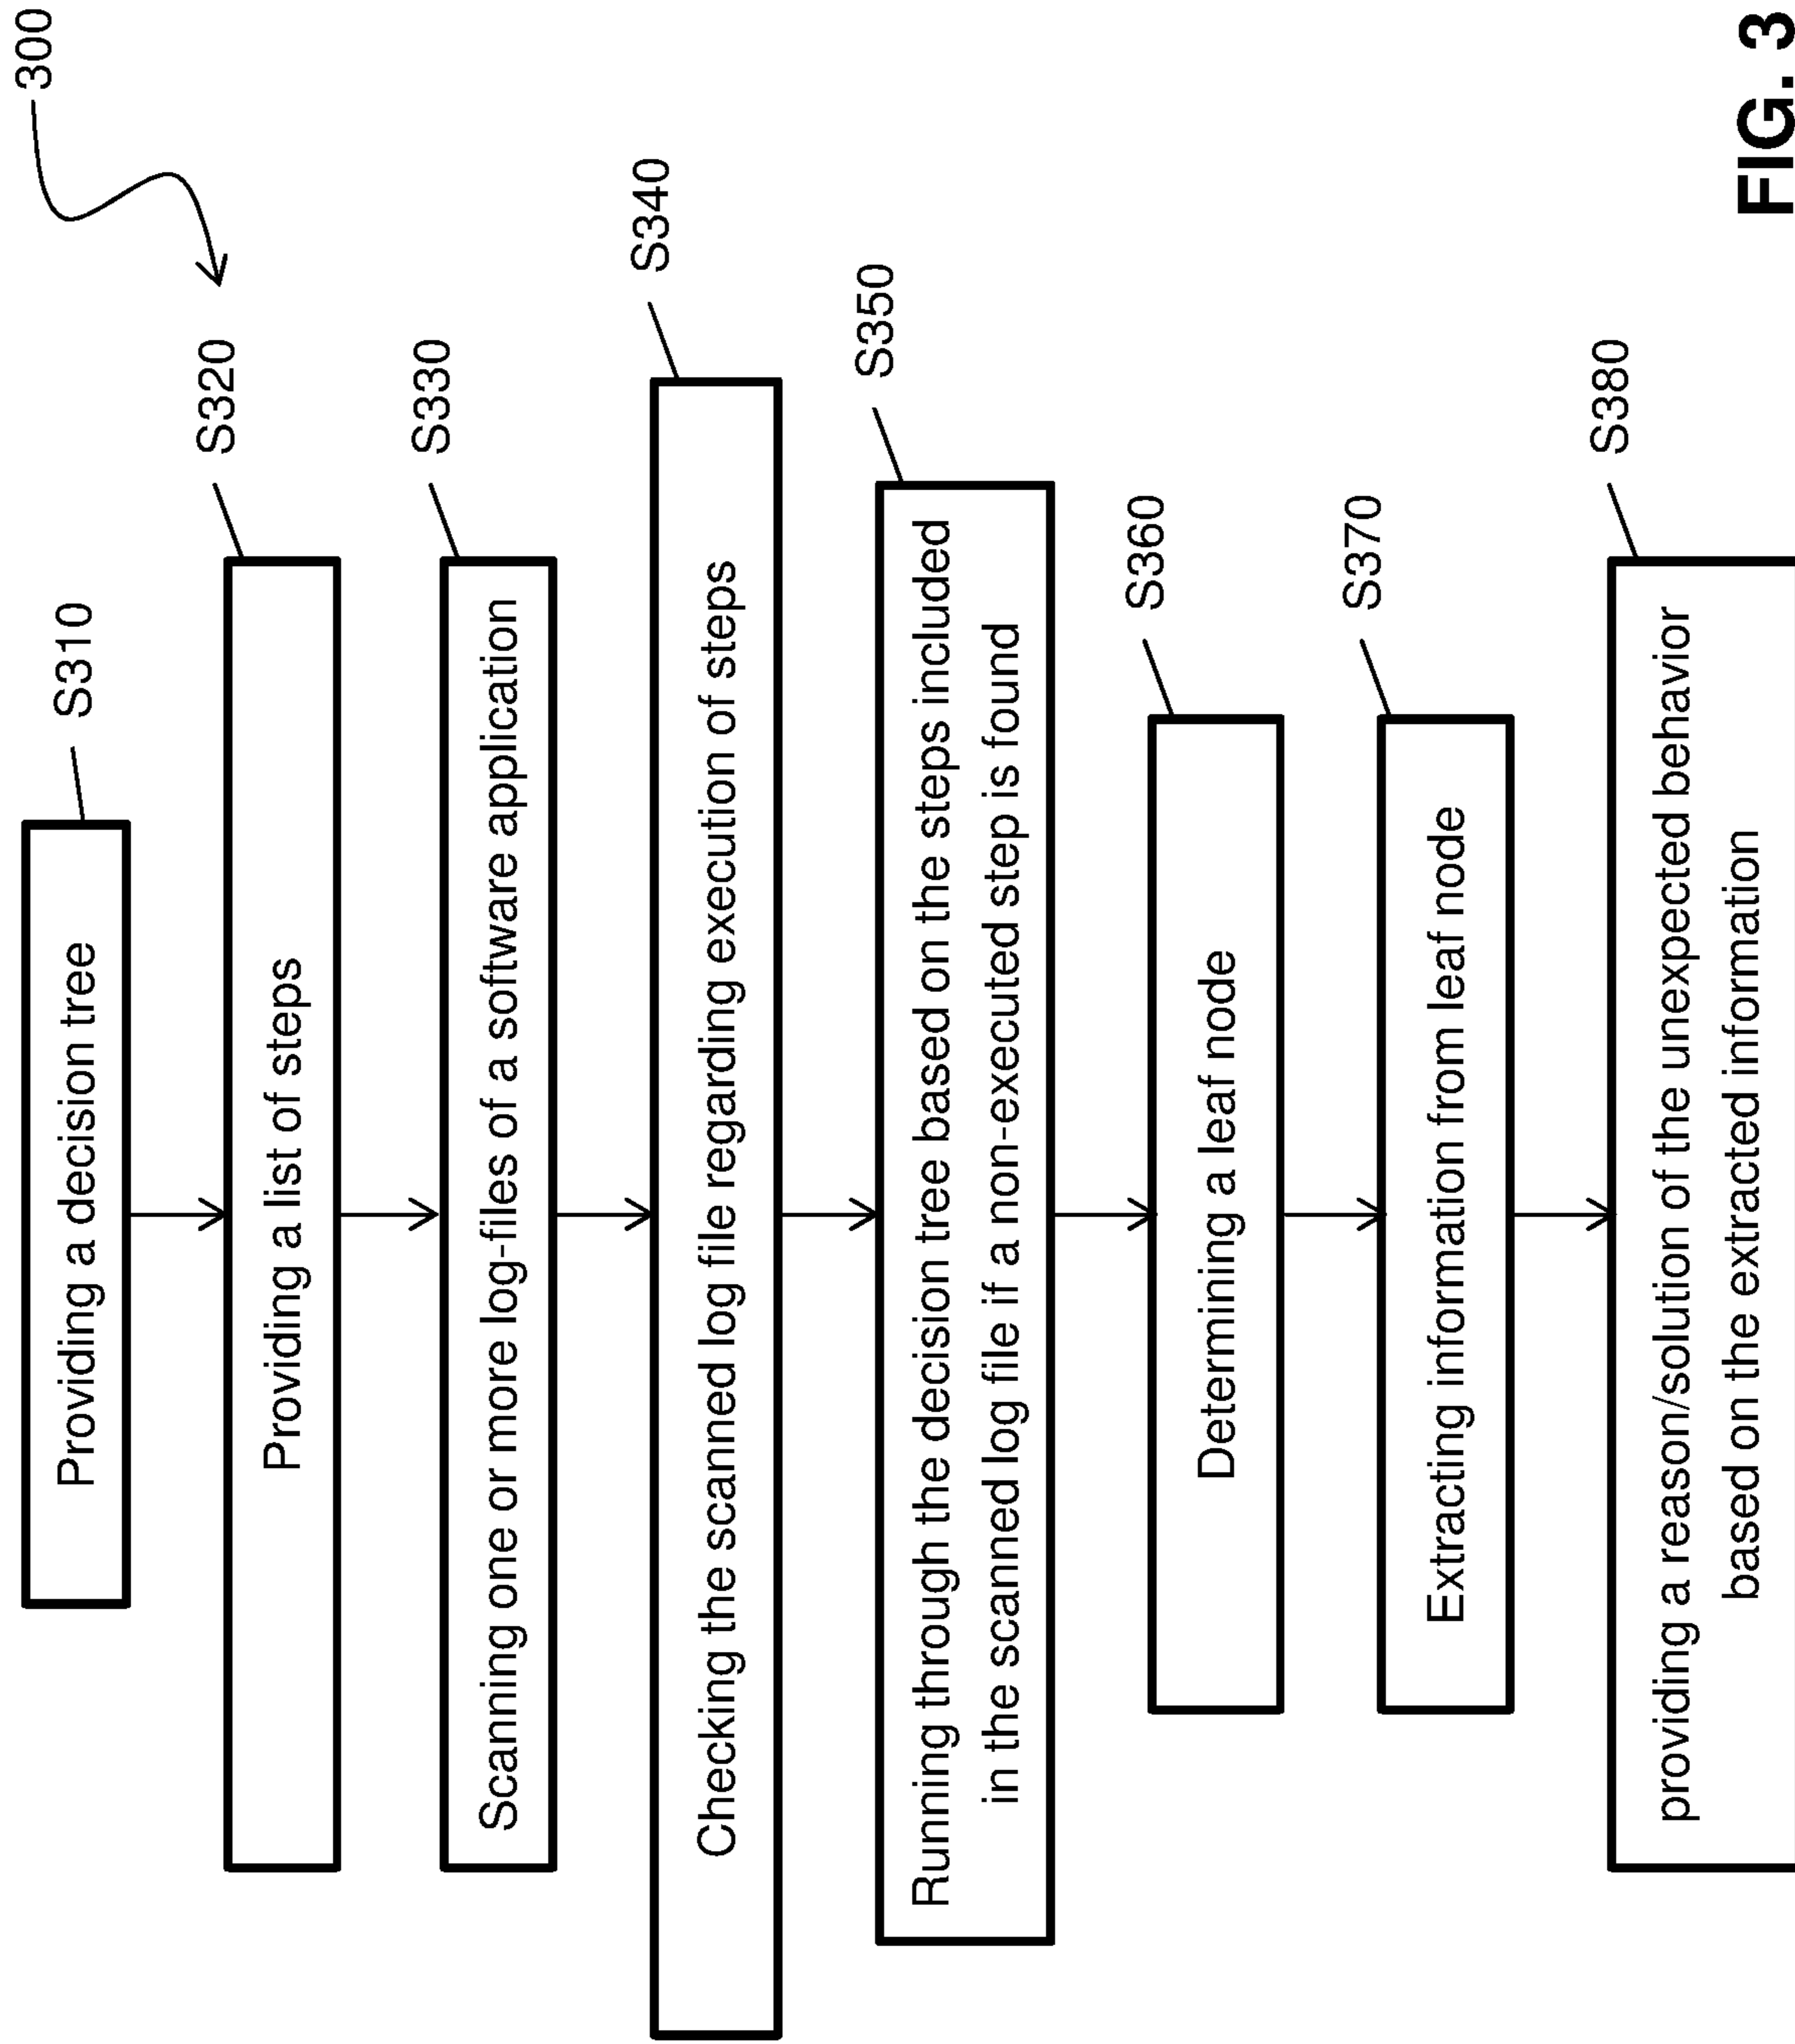 300
S310
Providing a decision tree
S320
Providing a list of steps
S330
Scanning one or more log-files of a software application
S340
Checking the scanned log file regarding execution of steps
S350
Running through the decision tree based on the steps included
in the scanned log file if a non-executed step is found
S360
Determining a leaf node
S370
Extracting information from leaf node
S380
providing a reason/solution of the unexpected behavior
based on the extracted information
FIG. 3